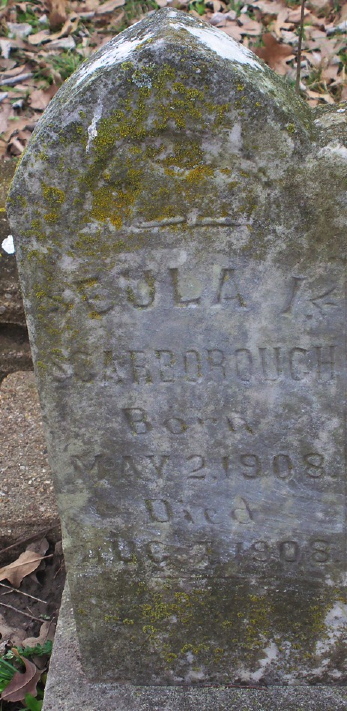 EULA
SCARBOROUGH
Born
MAY 2,1908.
Died
AUG 7, 1908